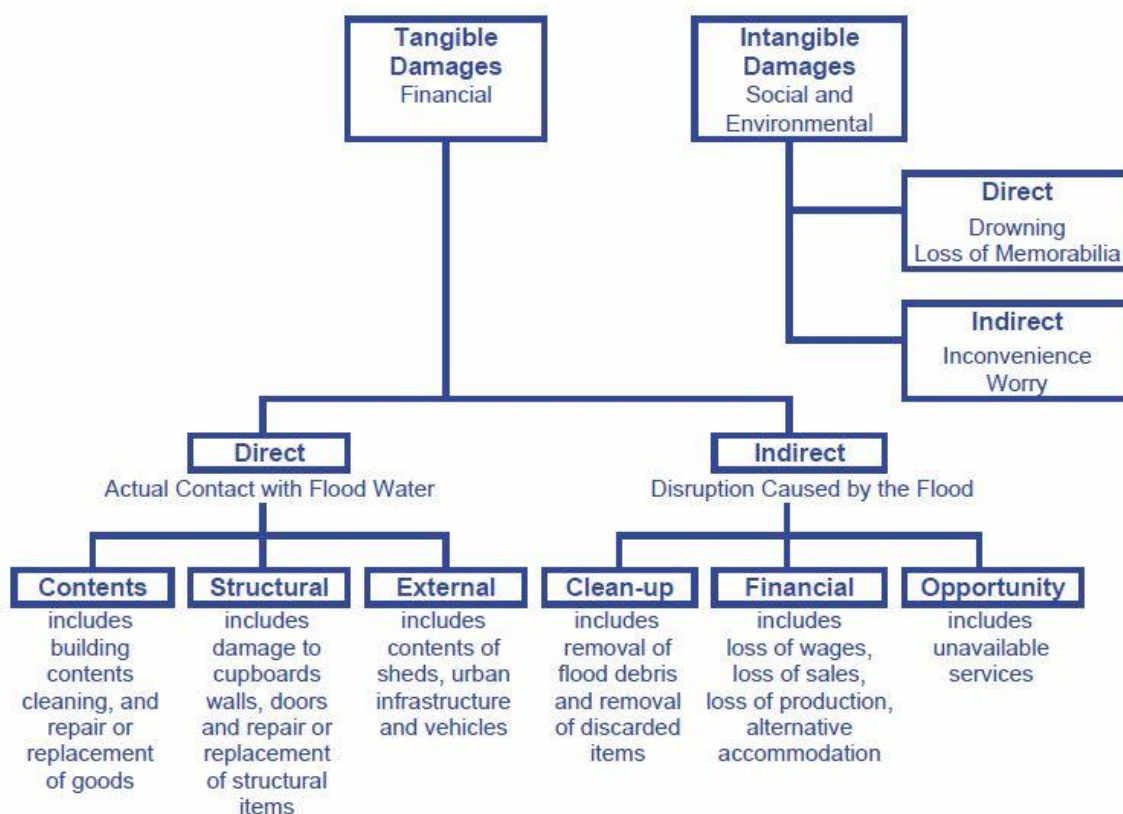 Tangible
Damages
Financial
Intangible
Damages
Social and
Environmental
Direct
Drowning
Loss of Memorabilia
Indirect
Inconvenience
Worry
Direct
Actual Contact with Flood Water
Indirect
Disruption Caused by the Flood
Contents
includes
building
contents
cleaning, and
repair or
replacement
of goods
Structural
includes
damage to
cupboards
walls, doors
and repair or
replacement
of structural
items
External
includes
contents of
sheds, urban
infrastructure
and vehicles
Clean-up
includes
removal of
flood debris
and removal
of discarded
items
Financial
includes
loss of wages,
loss of sales,
loss of production,
alternative
accommodation
Opportunity
includes
unavailable
services